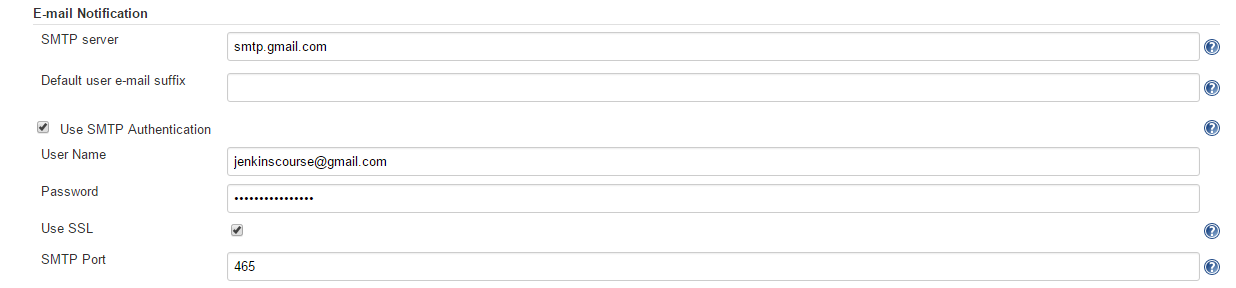 E-mail Notification
SMTP server smtp.gmail.com
Default user e-mail suffix
Use SMTP Authentication
User Name jenkinscourse@gmail.com
Password ••••••••••••••••
Use SSL
SMTP Port 465